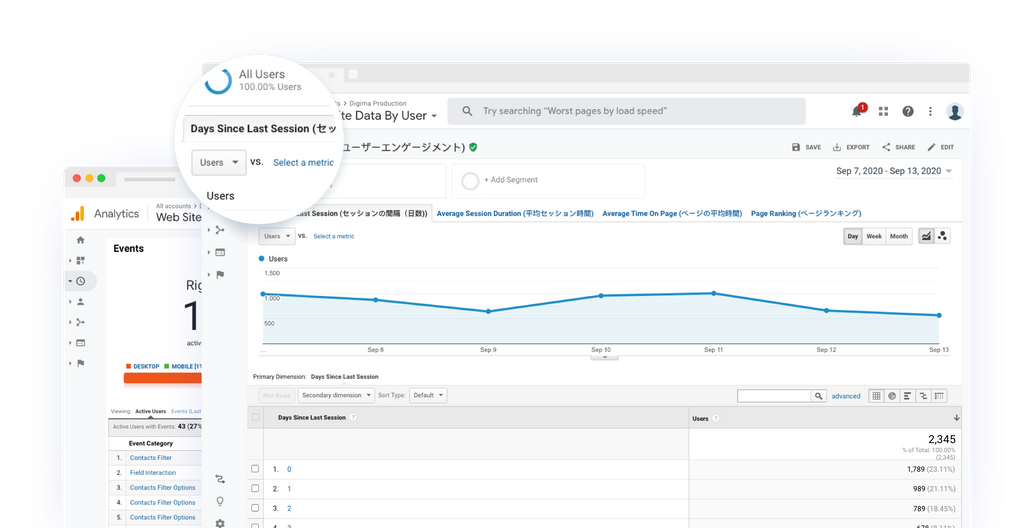 All Users
100.00% Users
Days Since Last Session (セッ
Users
VS.
Select a metric
Users
Digima Production
te Data By User
Try searching “Worst pages by load speed”
1
ユーザーエンゲージメント)
SAVE
EXPORT
SHARE
EDIT
+ Add Segment
Sep 7, 2020 - Sep 13, 2020
ast Session (セッションの間隔（日数))
Average Session Duration (平均セッション時間)
Average Time On Page (ページの平均時間)
Page Ranking (ページランキング)
Users
VS.
Select a metric
Day
Week
Month
Users
1,500
1,000
500
...
Sep 8
Sep 9
Sep 10
Sep 11
Sep 12
Sep 13
Primary Dimension:
Days Since Last Session
Plot Rows
Secondary dimension
Sort Type:
Default
advanced
Days Since Last Session
Users
2,345
% of Total: 100.00%
(2,345)
1. 0 1,789 (23.11%)
2. 1 989 (21.11%)
3. 2 789 (18.45%)
Analytics
All accounts
Web Site
Events
Rig
1
activ
DESKTOP
MOBILE
Viewing:
Active Users
Events (Last
Active Users with Events: 43 (27%
Event Category
1. Contacts Filter
2. Field Interaction
3. Contacts Filter Options
4. Contacts Filter Options
5. Contacts Filter Options